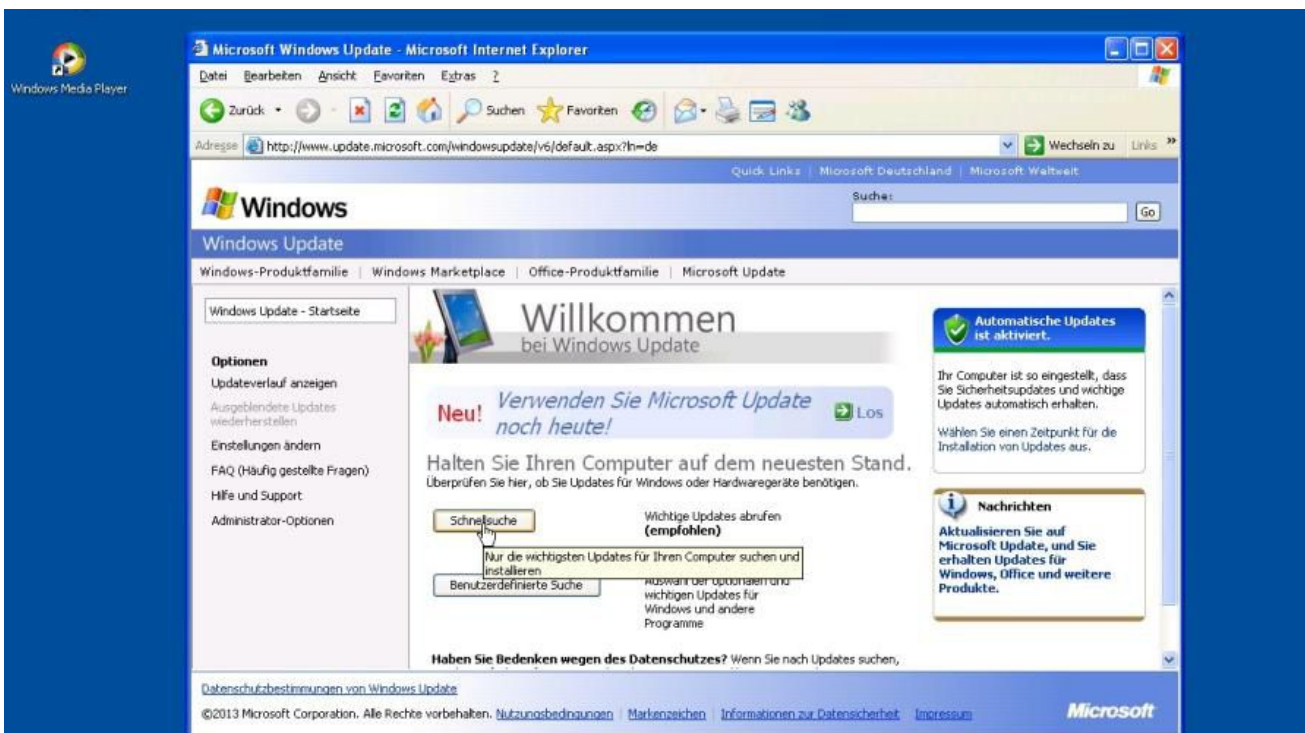 Windows Media Player
Microsoft Windows Update - Microsoft Internet Explorer
Datei Bearbeiten Ansicht Favoriten Extras ?
Zurück Suchen Favoriten
Adresse http://www.update.microsoft.com/windowsupdate/v6/default.aspx?ln=de Wechseln zu Links »
Quick Links | Microsoft Deutschland | Microsoft Weltweit
Windows
Suche:
Go
Windows Update
Windows-Produktfamilie | Windows Marketplace | Office-Produktfamilie | Microsoft Update
Windows Update - Startseite
Optionen
Updateverlauf anzeigen
Ausgeblendete Updates
wiederherstellen
Einstellungen ändern
FAQ (Häufig gestellte Fragen)
Hilfe und Support
Administrator-Optionen
Willkommen
bei Windows Update
Neu! Verwenden Sie Microsoft Update
noch heute!
Los
Halten Sie Ihren Computer auf dem neuesten Stand.
Überprüfen Sie hier, ob Sie Updates für Windows oder Hardwaregeräte benötigen.
Schnellsuche
Wichtige Updates abrufen
(empfohlen)
Nur die wichtigsten Updates für Ihren Computer suchen und
installieren
Benutzerdefinierte Suche
Auswahl der optionalen und
wichtigen Updates für
Windows und andere
Programme
Haben Sie Bedenken wegen des Datenschutzes? Wenn Sie nach Updates suchen,
Automatische Updates
ist aktiviert.
Ihr Computer ist so eingestellt, dass
Sie Sicherheitsupdates und wichtige
Updates automatisch erhalten.
Wählen Sie einen Zeitpunkt für die
Installation von Updates aus.
Nachrichten
Aktualisieren Sie auf
Microsoft Update, und Sie
erhalten Updates für
Windows, Office und weitere
Produkte.
Datenschutzbestimmungen von Windows Update
©2013 Microsoft Corporation. Alle Rechte vorbehalten. Nutzungsbedingungen | Markenzeichen | Informationen zur Datensicherheit Impressum
Microsoft